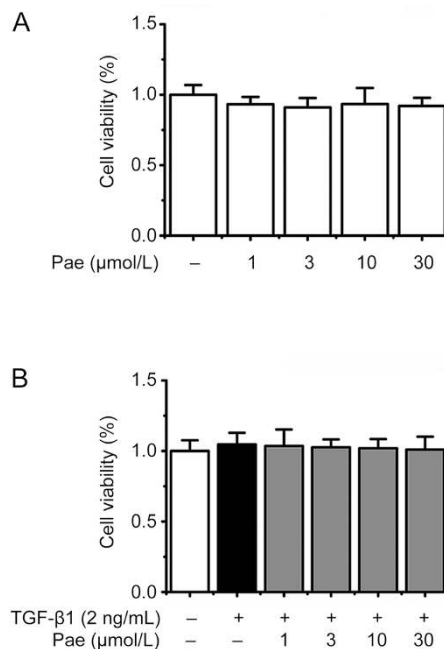 A
Cell viability (%)
1.5
1.0
0.5
0.0
Pae (μmol/L) – 1 3 10 30
B
Cell viability (%)
1.5
1.0
0.5
0.0
TGF-β1 (2 ng/mL) – + + + + +
Pae (μmol/L) – – 1 3 10 30